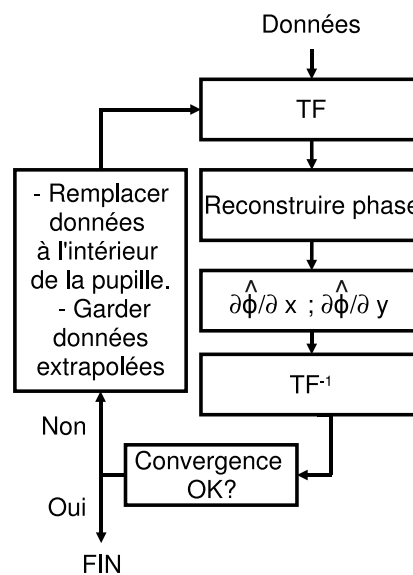 Données
TF
Reconstruire phase
∂φ̂/∂ x ; ∂φ̂/∂ y
TF⁻¹
Convergence
OK?
Non
- Remplacer
données
à l'intérieur
de la pupille.
- Garder
données
extrapolées
Oui
FIN